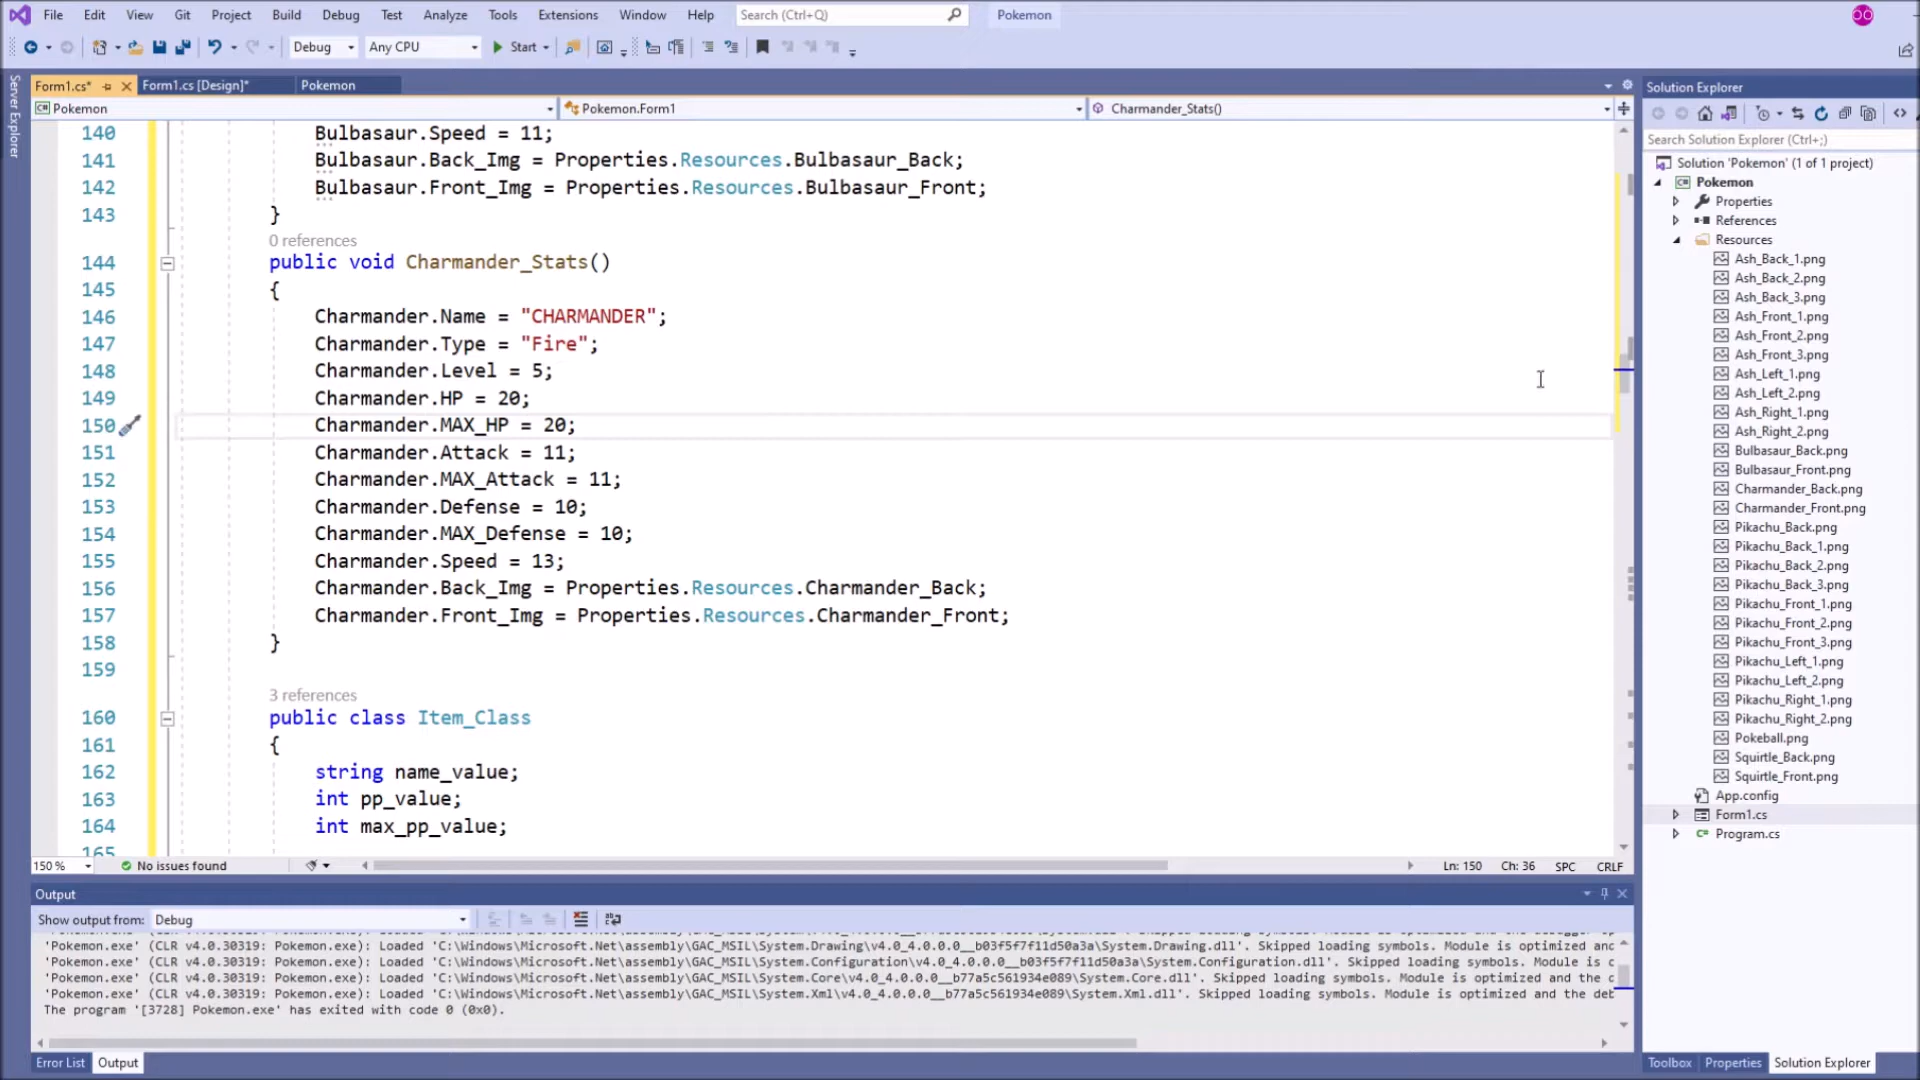 File Edit View Git Project Build Debug Test Analyze Tools Extensions Window Help Search (Ctrl+Q) Pokemon
Debug Any CPU Start
Server Explorer
Form1.cs* Form1.cs [Design]* Pokemon
Pokemon Pokemon.Form1 Charmander_Stats()
140 Bulbasaur.Speed = 11;
141 Bulbasaur.Back_Img = Properties.Resources.Bulbasaur_Back;
142 Bulbasaur.Front_Img = Properties.Resources.Bulbasaur_Front;
143 }
0 references
144 public void Charmander_Stats()
145 {
146 Charmander.Name = "CHARMANDER";
147 Charmander.Type = "Fire";
148 Charmander.Level = 5;
149 Charmander.HP = 20;
150 Charmander.MAX_HP = 20;
151 Charmander.Attack = 11;
152 Charmander.MAX_Attack = 11;
153 Charmander.Defense = 10;
154 Charmander.MAX_Defense = 10;
155 Charmander.Speed = 13;
156 Charmander.Back_Img = Properties.Resources.Charmander_Back;
157 Charmander.Front_Img = Properties.Resources.Charmander_Front;
158 }
159
3 references
160 public class Item_Class
161 {
162 string name_value;
163 int pp_value;
164 int max_pp_value;
165
150 % No issues found Ln: 150 Ch: 36 SPC CRLF
Output
Show output from: Debug
'Pokemon.exe' (CLR v4.0.30319: Pokemon.exe): Loaded 'C:\Windows\Microsoft.Net\assembly\GAC_MSIL\System.Drawing\v4.0_4.0.0.0__b03f5f7f11d50a3a\System.Drawing.dll'. Skipped loading symbols. Module is optimized and
'Pokemon.exe' (CLR v4.0.30319: Pokemon.exe): Loaded 'C:\Windows\Microsoft.Net\assembly\GAC_MSIL\System.Configuration\v4.0_4.0.0.0__b03f5f7f11d50a3a\System.Configuration.dll'. Skipped loading symbols. Module is c
'Pokemon.exe' (CLR v4.0.30319: Pokemon.exe): Loaded 'C:\Windows\Microsoft.Net\assembly\GAC_MSIL\System.Core\v4.0_4.0.0.0__b77a5c561934e089\System.Core.dll'. Skipped loading symbols. Module is optimized and the c
'Pokemon.exe' (CLR v4.0.30319: Pokemon.exe): Loaded 'C:\Windows\Microsoft.Net\assembly\GAC_MSIL\System.Xml\v4.0_4.0.0.0__b77a5c561934e089\System.Xml.dll'. Skipped loading symbols. Module is optimized and the deb
The program '[3728] Pokemon.exe' has exited with code 0 (0x0).
Error List Output
Solution Explorer
Search Solution Explorer (Ctrl+;)
Solution 'Pokemon' (1 of 1 project)
Pokemon
Properties
References
Resources
Ash_Back_1.png
Ash_Back_2.png
Ash_Back_3.png
Ash_Front_1.png
Ash_Front_2.png
Ash_Front_3.png
Ash_Left_1.png
Ash_Left_2.png
Ash_Right_1.png
Ash_Right_2.png
Bulbasaur_Back.png
Bulbasaur_Front.png
Charmander_Back.png
Charmander_Front.png
Pikachu_Back.png
Pikachu_Back_1.png
Pikachu_Back_2.png
Pikachu_Back_3.png
Pikachu_Front_1.png
Pikachu_Front_2.png
Pikachu_Front_3.png
Pikachu_Left_1.png
Pikachu_Left_2.png
Pikachu_Right_1.png
Pikachu_Right_2.png
Pokeball.png
Squirtle_Back.png
Squirtle_Front.png
App.config
Form1.cs
Program.cs
Toolbox Properties Solution Explorer